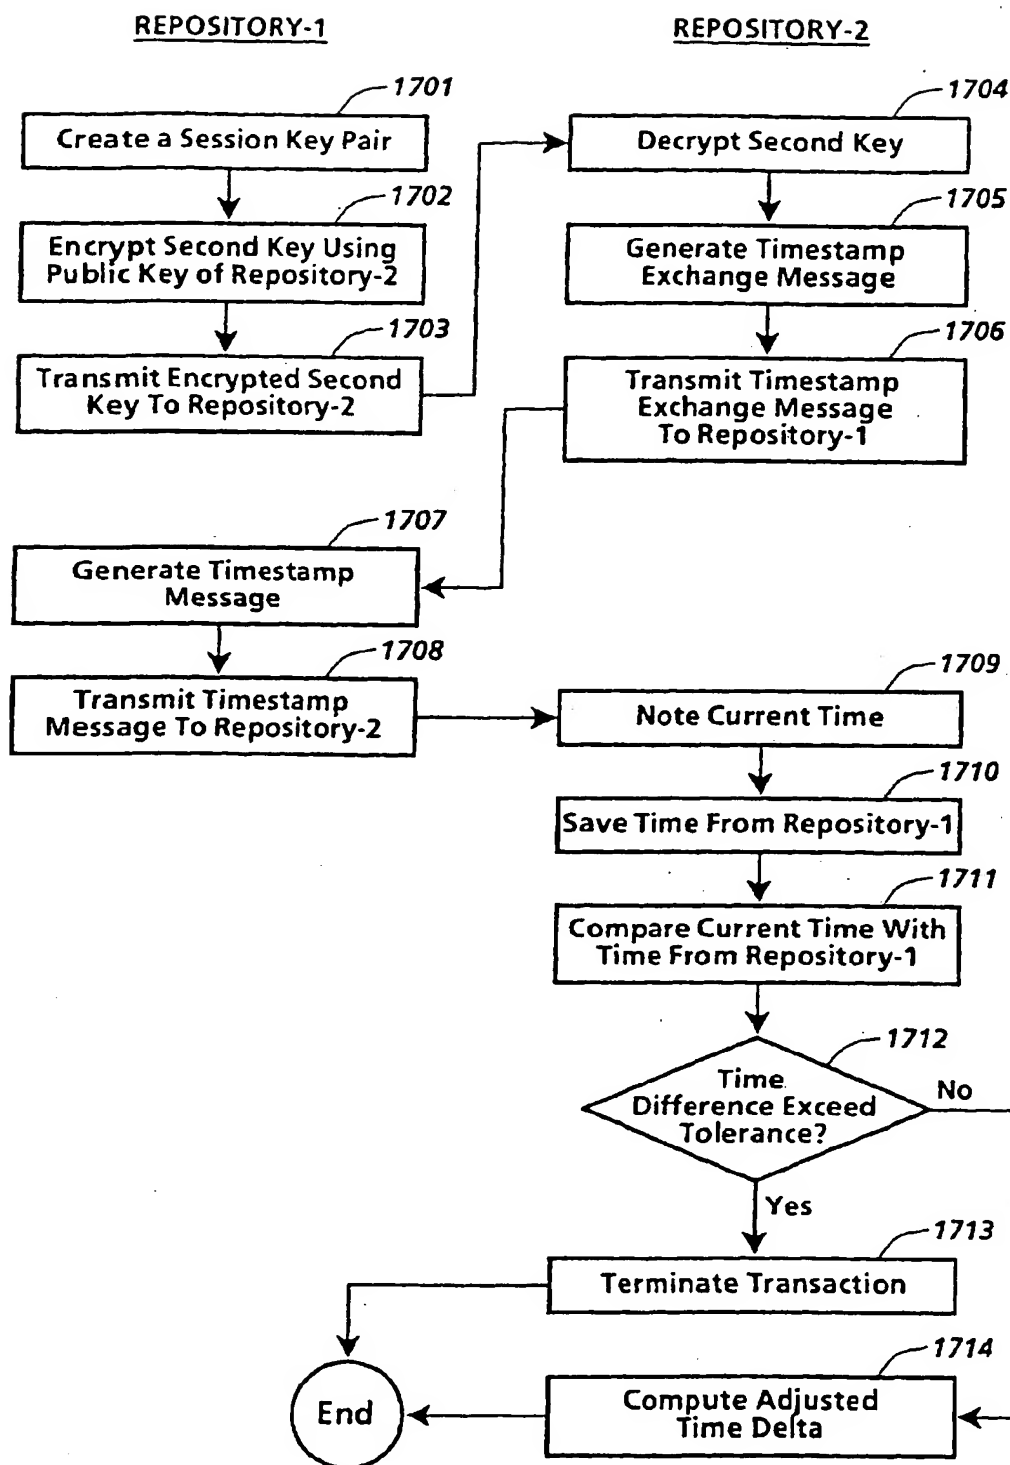 REPOSITORY-1
REPOSITORY-2
1701
Create a Session Key Pair
1702
Encrypt Second Key Using
Public Key of Repository-2
1703
Transmit Encrypted Second
Key To Repository-2
1704
Decrypt Second Key
1705
Generate Timestamp
Exchange Message
1706
Transmit Timestamp
Exchange Message
To Repository-1
1707
Generate Timestamp
Message
1708
Transmit Timestamp
Message To Repository-2
1709
Note Current Time
1710
Save Time From Repository-1
1711
Compare Current Time With
Time From Repository-1
1712
Time
Difference Exceed
Tolerance?
No
Yes
1713
Terminate Transaction
1714
Compute Adjusted
Time Delta
End